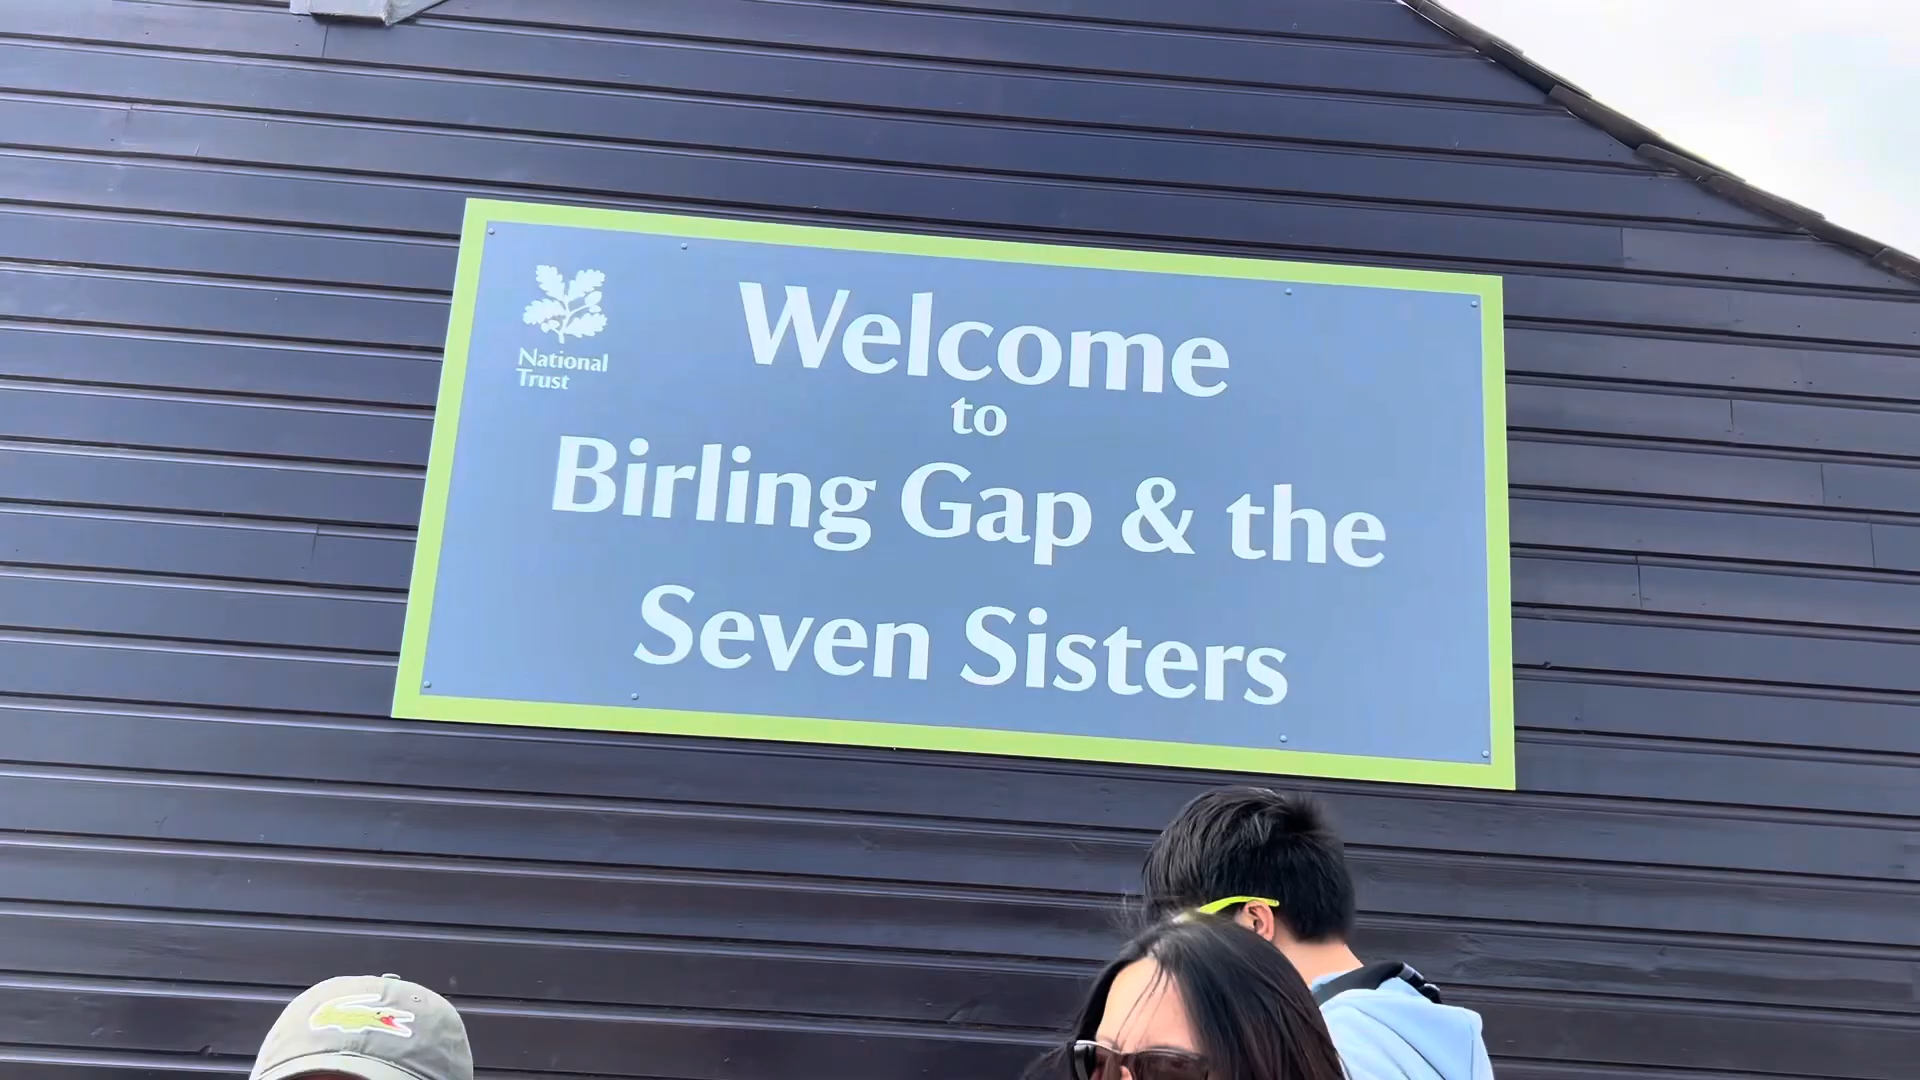 National
Trust
Welcome
to
Birling Gap & the
Seven Sisters